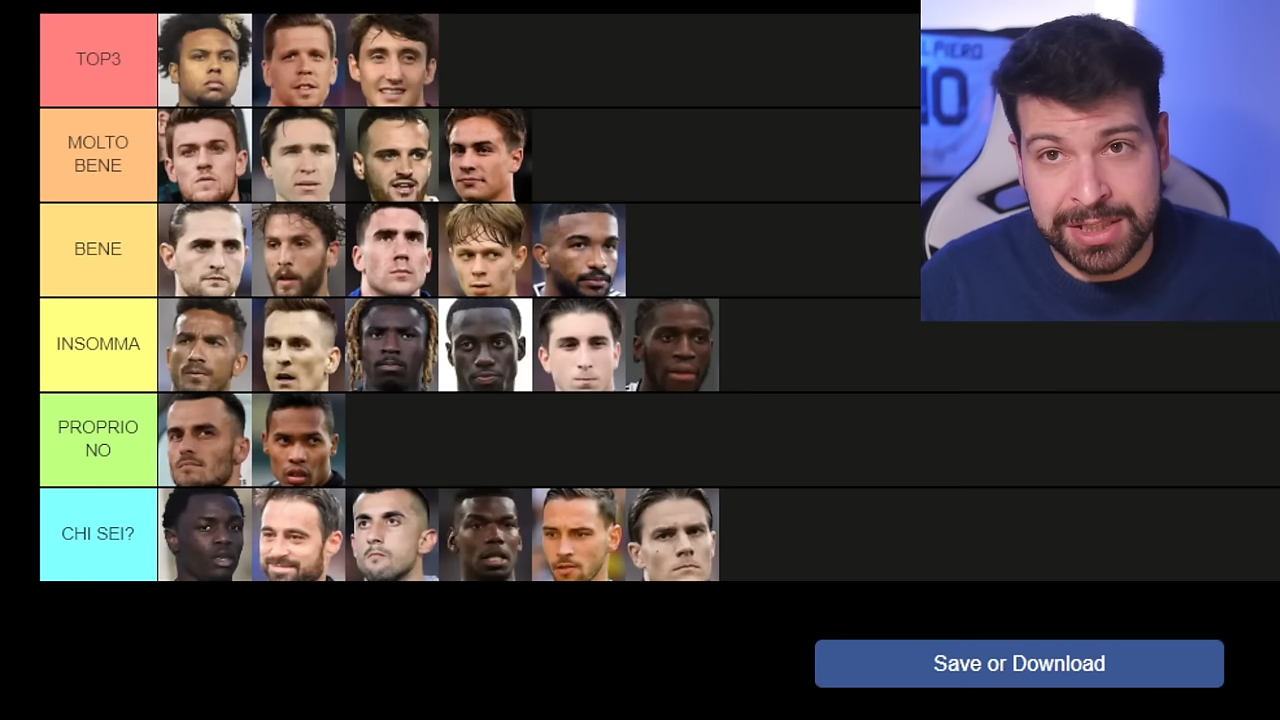 TOP3
MOLTO
BENE
BENE
INSOMMA
PROPRIO
NO
CHI SEI?
Save or Download